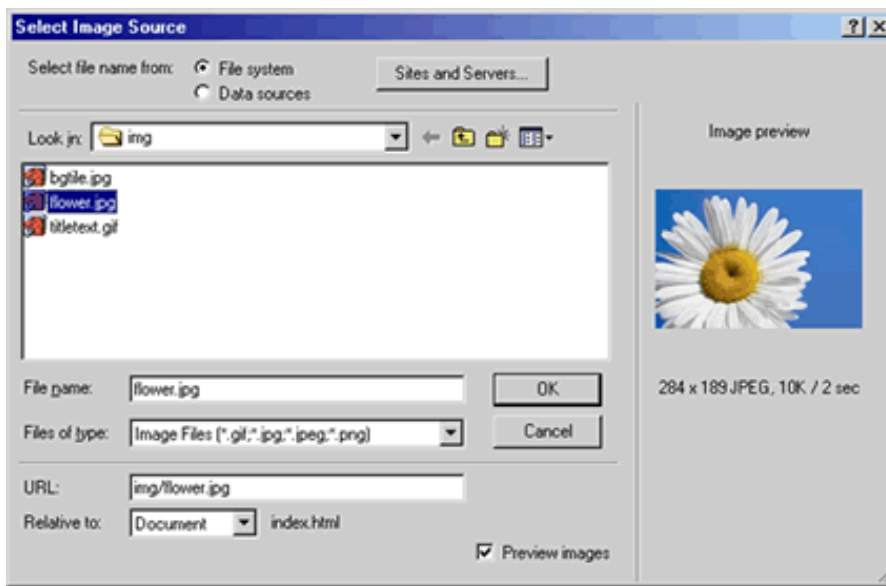 Select Image Source
Select file name from: File system
Sites and Servers...
Data sources
Look in: img
Image preview
bgtile.jpg
flower.jpg
titletext.gif
File name: flower.jpg
OK
284 x 189 JPEG, 10K / 2 sec
Files of type: Image Files (*.gif;*.jpg;*.jpeg;*.png)
Cancel
URL: img/flower.jpg
Relative to: Document index.html
Preview images